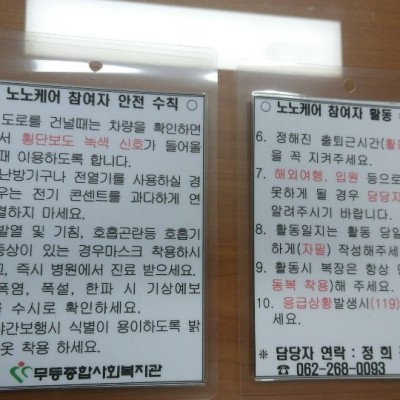 노노케어 참여자 안전 수칙 ○
도로를 건널때는 차량을 확인하면
서 횡단보도 녹색 신호가 들어올
때 이용하도록 합니다.
난방기구나 전열기를 사용하실 경
우는 전기 콘센트를 과다하게 연
결하지 마세요.
발열 및 기침, 호흡곤란등 호흡기
증상이 있는 경우마스크 착용하시
고, 즉시 병원에서 진료 받으세요.
폭염, 폭설, 한파 시 기상예보
를 수시로 확인하세요.
야간보행시 식별이 용이하도록 밝
옷 착용 하세요.
무등종합사회복지관
○ 노노케어 참여자 활동
6. 정해진 출퇴근시간(활
을 꼭 지켜주세요.
7. 해외여행, 입원 등으로
못하게 될 경우 담당자
알려주시기 바랍니다.
8. 활동일지는 활동 당일
하게(자필) 작성해주세
9. 활동시 복장은 항상 단
동복 착용)해 주세요.
10. 응급상황발생시(119)
세요.
※ 담당자 연락 : 정 희
☎ 062-268-0093